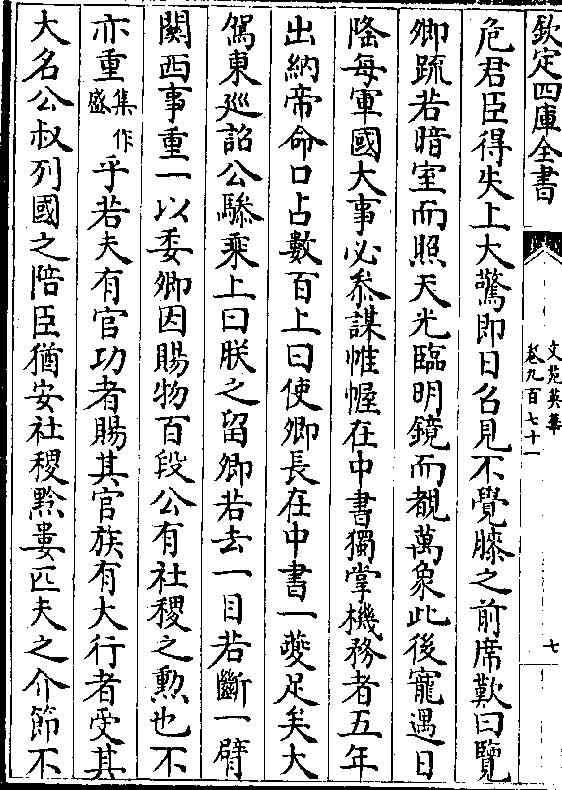 欽定四庫全書
文苑英華
卷九百七十一
七
危君臣得失上大驚即日召見不覺膝之前席歎曰覽
卿䟽若暗室而照天光臨明鏡而覩萬象此後寵遇日
隆每軍國大事必叅謀帷幄在中書獨掌機務者五年
出納帝命口占數百上曰使卿長在中書一夔足矣大
駕東廵詔公驂乘上曰朕之留卿若去一目若斷一臂
闗西事重一以委卿因賜物百段公有社稷之勲也不
亦重集作盛乎若夫有官功者賜其官族有大行者受其
大名公叔列國之陪臣猶安社稷黔婁匹夫之介節不